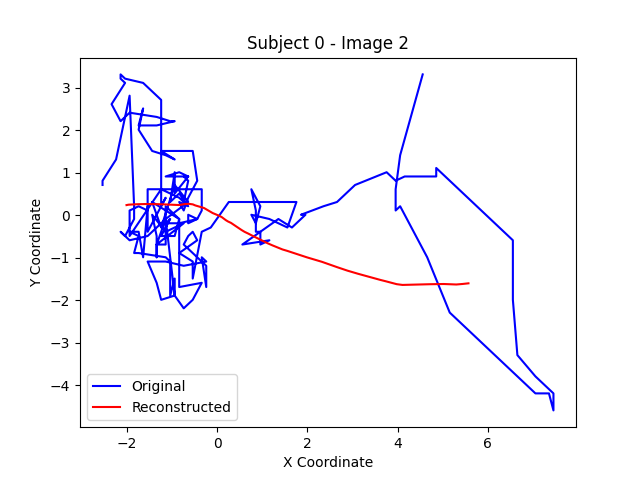 Subject 0 - Image 2
Y Coordinate
3
2
1
0
−1
−2
−3
−4
Original
Reconstructed
−2 0 2 4 6
X Coordinate